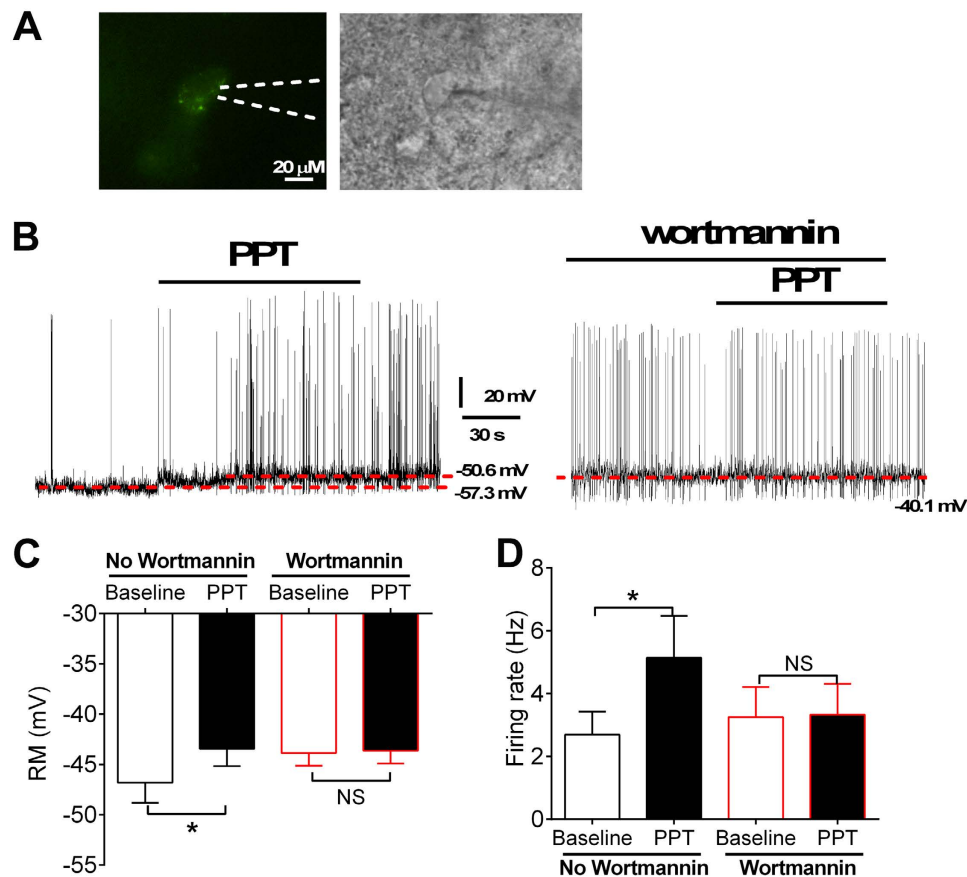 A
20 µM
B
PPT
wortmannin
PPT
20 mV
30 s
-50.6 mV
-57.3 mV
-40.1 mV
C
No Wortmannin Wortmannin
Baseline PPT Baseline PPT
-30
-35
-40
-45
-50
-55
RM (mV)
*
NS
D
8
6
4
2
0
Firing rate (Hz)
*
NS
Baseline PPT Baseline PPT
No Wortmannin Wortmannin